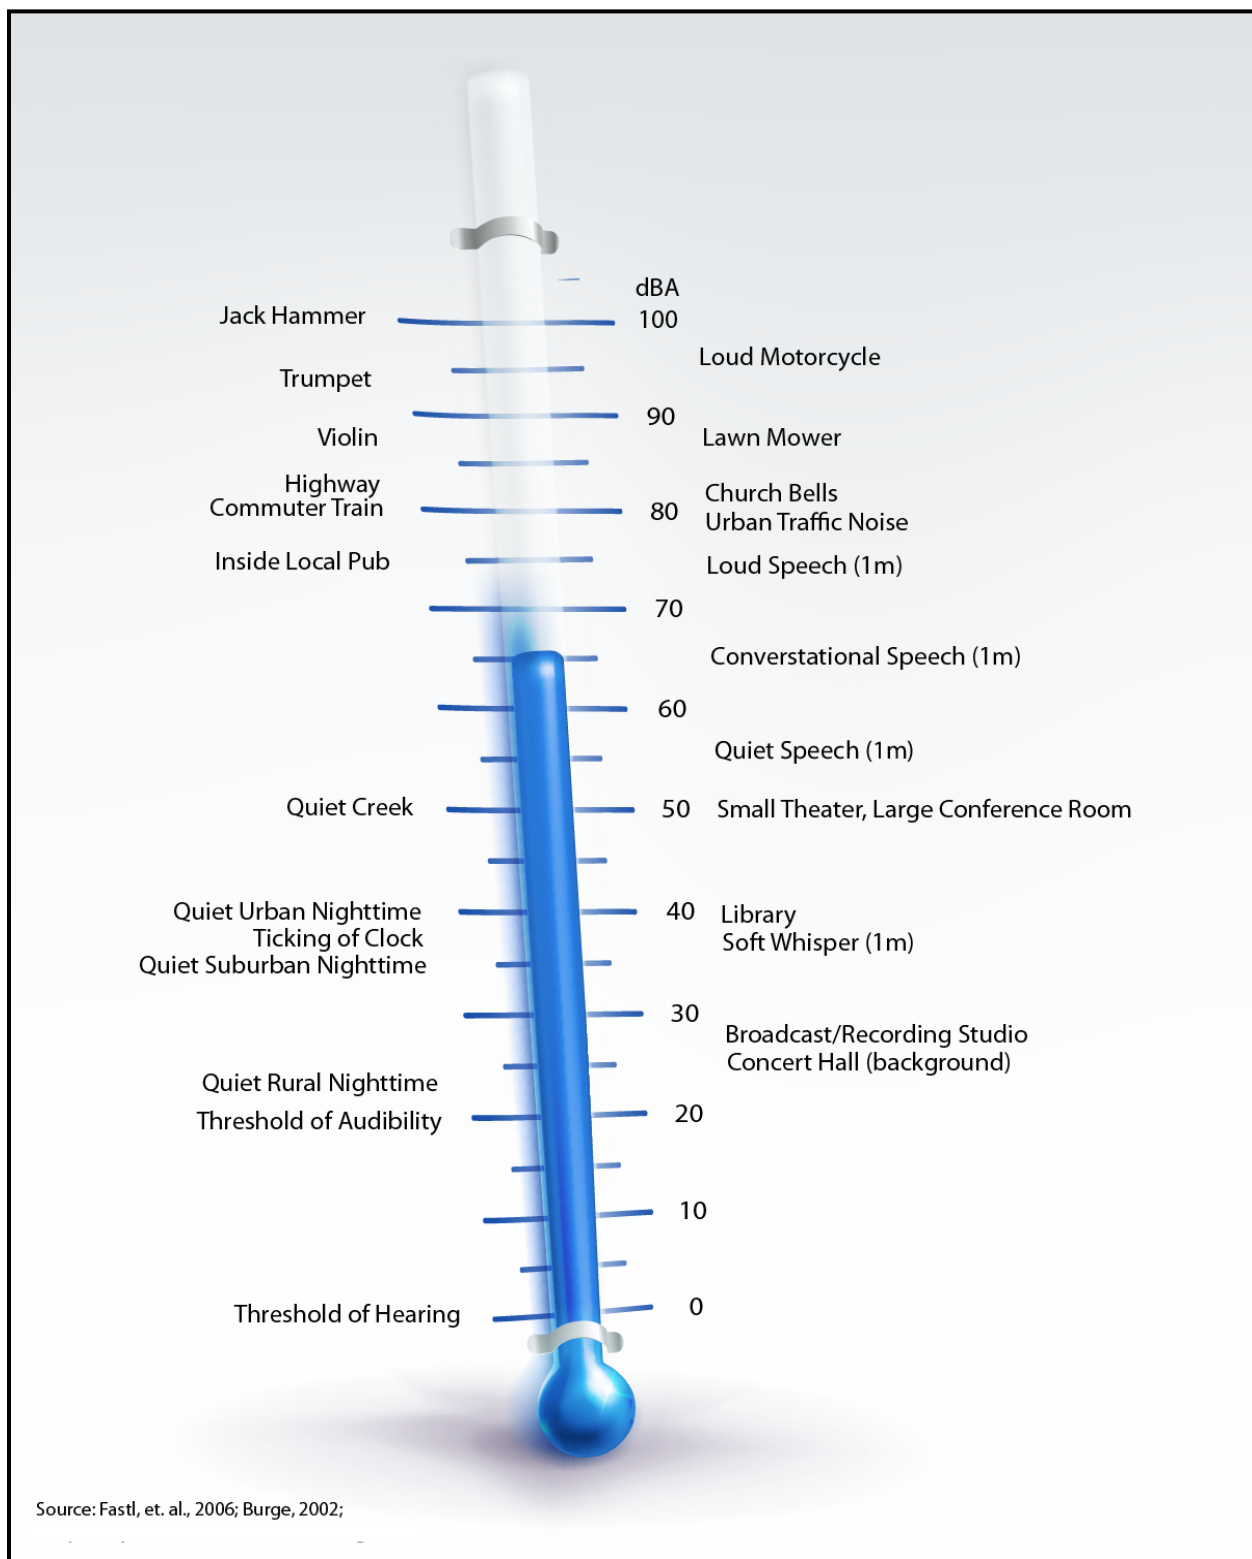 dBA
Jack Hammer
100
Loud Motorcycle
Trumpet
90
Violin
Lawn Mower
Highway
Commuter Train
80
Church Bells
Urban Traffic Noise
Inside Local Pub
Loud Speech (1m)
70
Converstational Speech (1m)
60
Quiet Speech (1m)
Quiet Creek
50
Small Theater, Large Conference Room
Quiet Urban Nighttime
40
Library
Ticking of Clock
Soft Whisper (1m)
Quiet Suburban Nighttime
30
Broadcast/Recording Studio
Concert Hall (background)
Quiet Rural Nighttime
Threshold of Audibility
20
10
Threshold of Hearing
0
Source: Fastl, et. al., 2006; Burge, 2002;